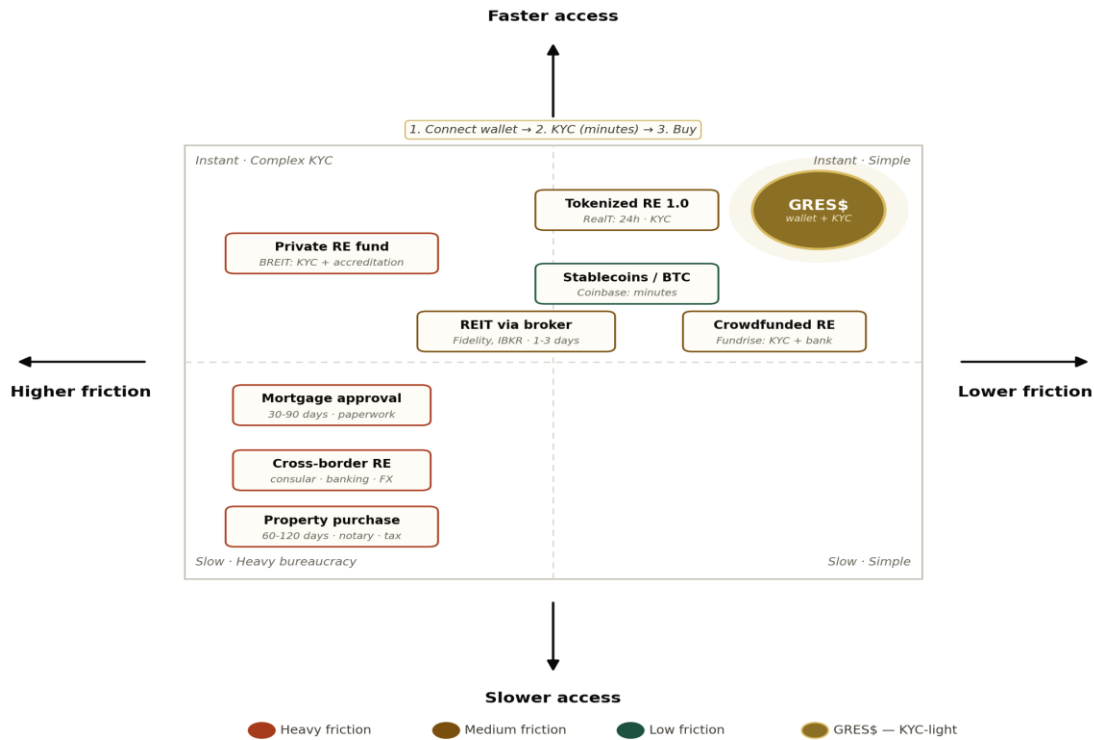 Faster access
1. Connect wallet → 2. KYC (minutes) → 3. Buy
Instant · Complex KYC
Instant · Simple
Tokenized RE 1.0
RealT: 24h · KYC
GRES$
wallet + KYC
Private RE fund
BREIT: KYC + accreditation
Stablecoins / BTC
Coinbase: minutes
REIT via broker
Fidelity, IBKR · 1-3 days
Crowdfunded RE
Fundrise: KYC + bank
Higher friction
Lower friction
Mortgage approval
30-90 days · paperwork
Cross-border RE
consular · banking · FX
Property purchase
60-120 days · notary · tax
Slow · Heavy bureaucracy
Slow · Simple
Slower access
Heavy friction
Medium friction
Low friction
GRES$ — KYC-light